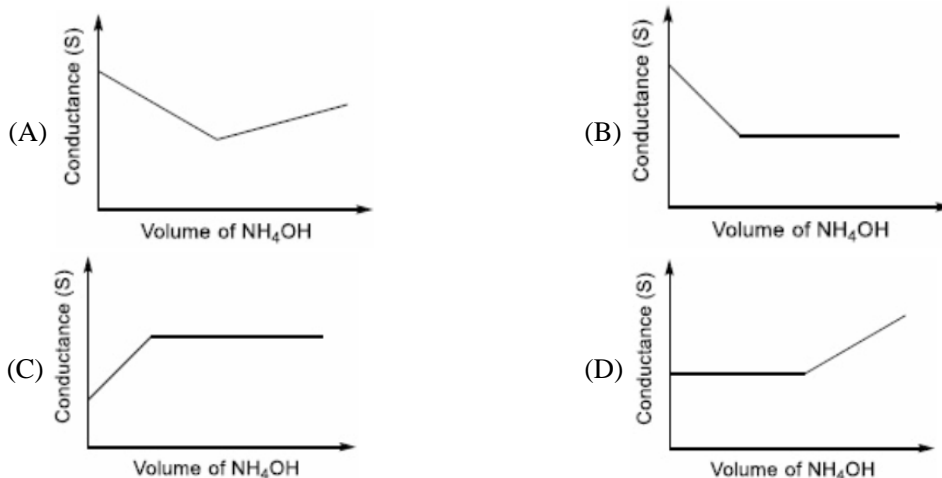 (A)
Conductance (S)
Volume of NH₄OH
(B)
Conductance (S)
Volume of NH₄OH
(C)
Conductance (S)
Volume of NH₄OH
(D)
Conductance (S)
Volume of NH₄OH